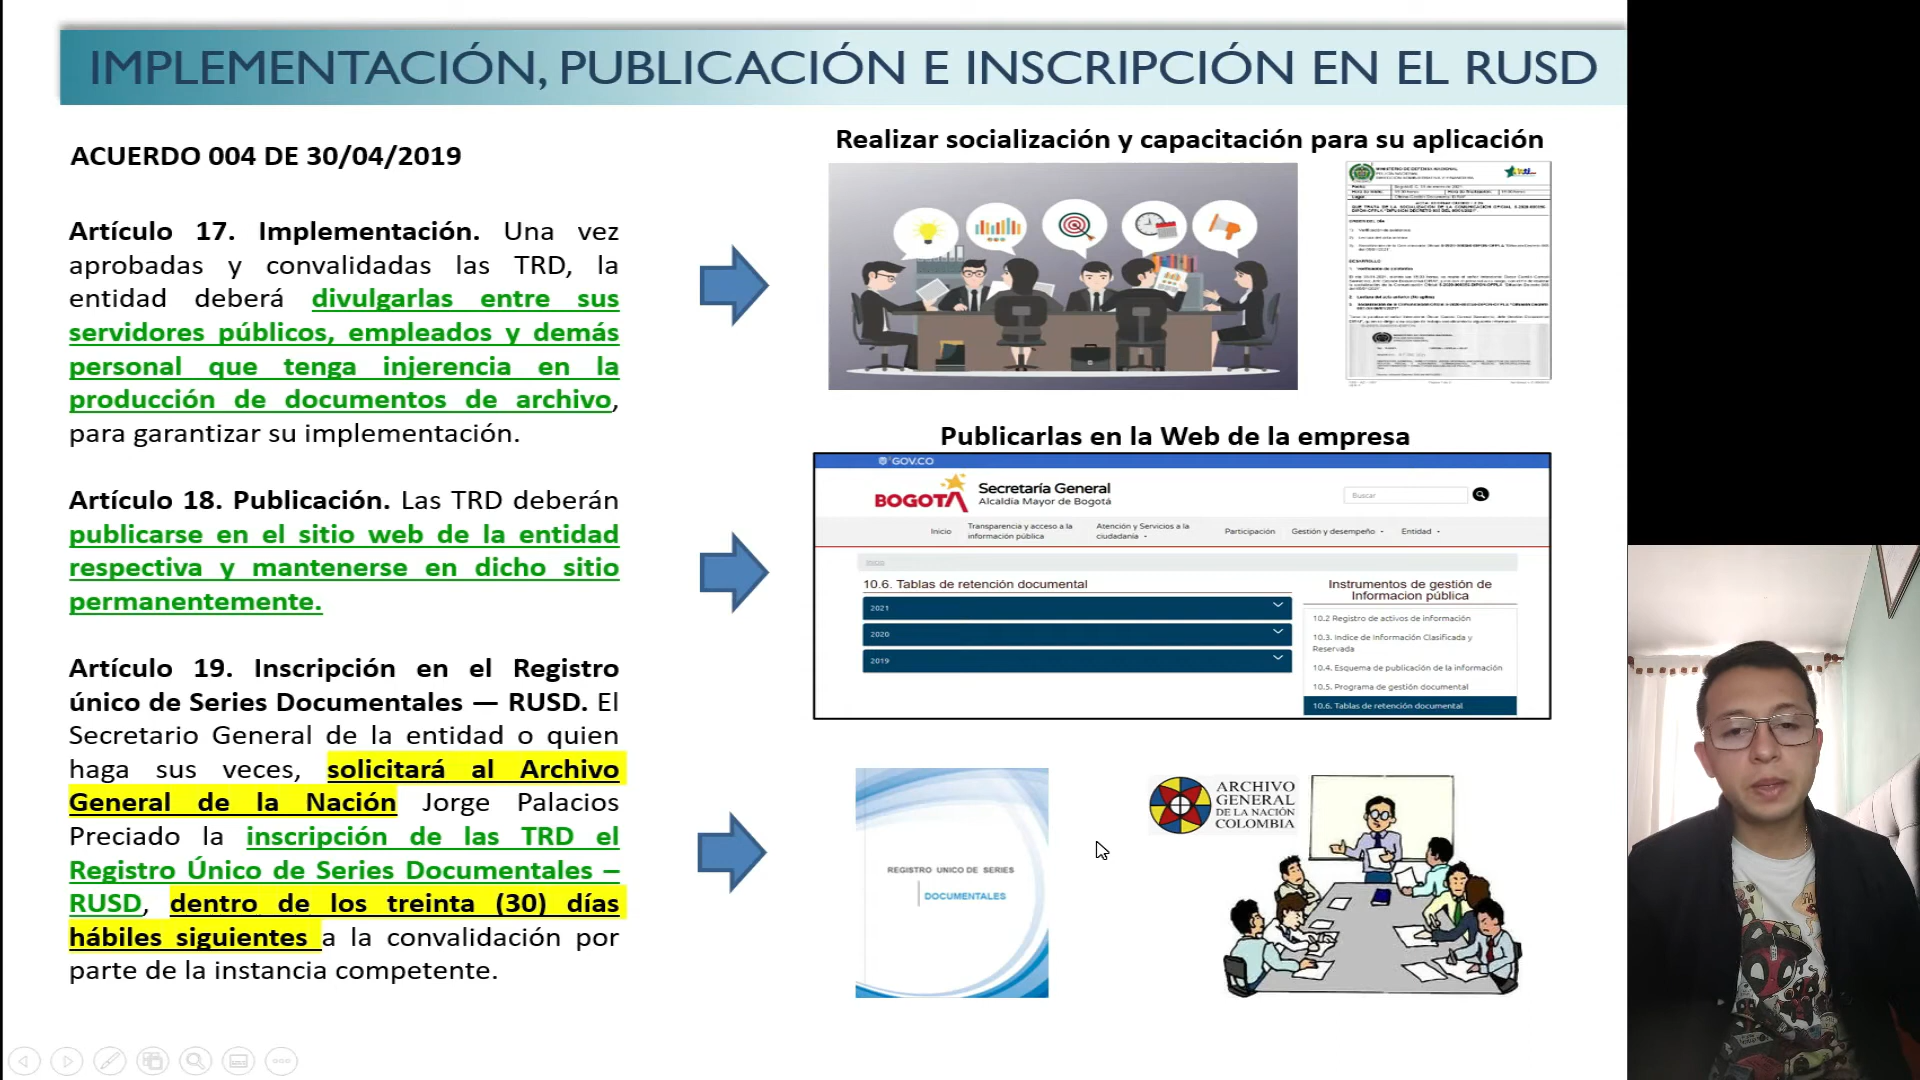 IMPLEMENTACIÓN, PUBLICACIÓN E INSCRIPCIÓN EN EL RUSD
ACUERDO 004 DE 30/04/2019
Artículo 17. Implementación. Una vez
aprobadas y convalidadas las TRD, la
entidad deberá divulgarlas entre sus
servidores públicos, empleados y demás
personal que tenga injerencia en la
producción de documentos de archivo,
para garantizar su implementación.
Artículo 18. Publicación. Las TRD deberán
publicarse en el sitio web de la entidad
respectiva y mantenerse en dicho sitio
permanentemente.
Artículo 19. Inscripción en el Registro
único de Series Documentales — RUSD. El
Secretario General de la entidad o quien
haga sus veces, solicitará al Archivo
General de la Nación Jorge Palacios
Preciado la inscripción de las TRD el
Registro Único de Series Documentales –
RUSD, dentro de los treinta (30) días
hábiles siguientes a la convalidación por
parte de la instancia competente.
Realizar socialización y capacitación para su aplicación
MINISTERIO DE DEFENSA NACIONAL
Publicarlas en la Web de la empresa
GOV.CO
BOGOTÁ
Secretaría General
Alcaldía Mayor de Bogotá
Buscar
Inicio
Transparencia y acceso a la
información pública
Atención y Servicios a la
ciudadanía
Participación
Gestión y desempeño
Entidad
Inicio
10.6. Tablas de retención documental
2021
2020
2019
Instrumentos de gestión de
Informacion pública
10.2 Registro de activos de información
10.3. Indice de Información Clasificada y
Reservada
10.4. Esquema de publicación de la información
10.5. Programa de gestión documental
10.6. Tablas de retención documental
REGISTRO UNICO DE SERIES
DOCUMENTALES
ARCHIVO
GENERAL
DE LA NACIÓN
COLOMBIA